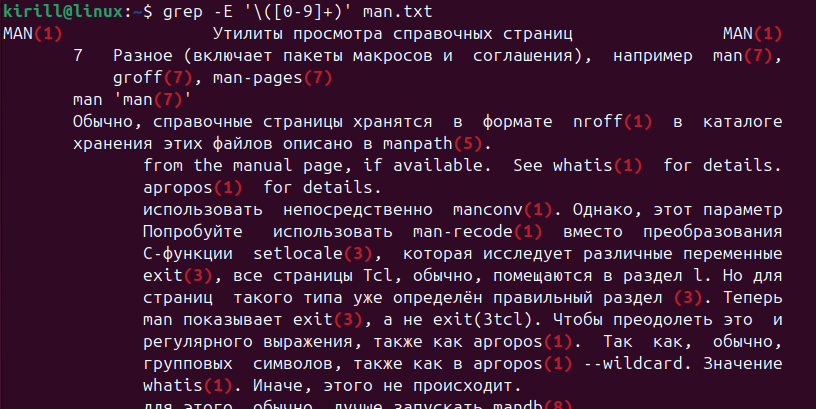 kirill@linux:~$ grep -E '\([0-9]+)' man.txt
MAN(1) Утилиты просмотра справочных страниц MAN(1)
7 Разное (включает пакеты макросов и соглашения), например man(7),
groff(7), man-pages(7)
man 'man(7)'
Обычно, справочные страницы хранятся в формате nroff(1) в каталоге
хранения этих файлов описано в manpath(5).
from the manual page, if available. See whatis(1) for details.
apropos(1) for details.
использовать непосредственно manconv(1). Однако, этот параметр
Попробуйте использовать man-recode(1) вместо преобразования
С-функции setlocale(3), которая исследует различные переменные
exit(3), все страницы Tcl, обычно, помещаются в раздел l. Но для
страниц такого типа уже определён правильный раздел (3). Теперь
man показывает exit(3), а не exit(3tcl). Чтобы преодолеть это и
регулярного выражения, также как apropos(1). Так как, обычно,
групповых символов, также как в apropos(1) --wildcard. Значение
whatis(1). Иначе, этого не происходит.
для этого, обычно, лучше запускать mandb(8)